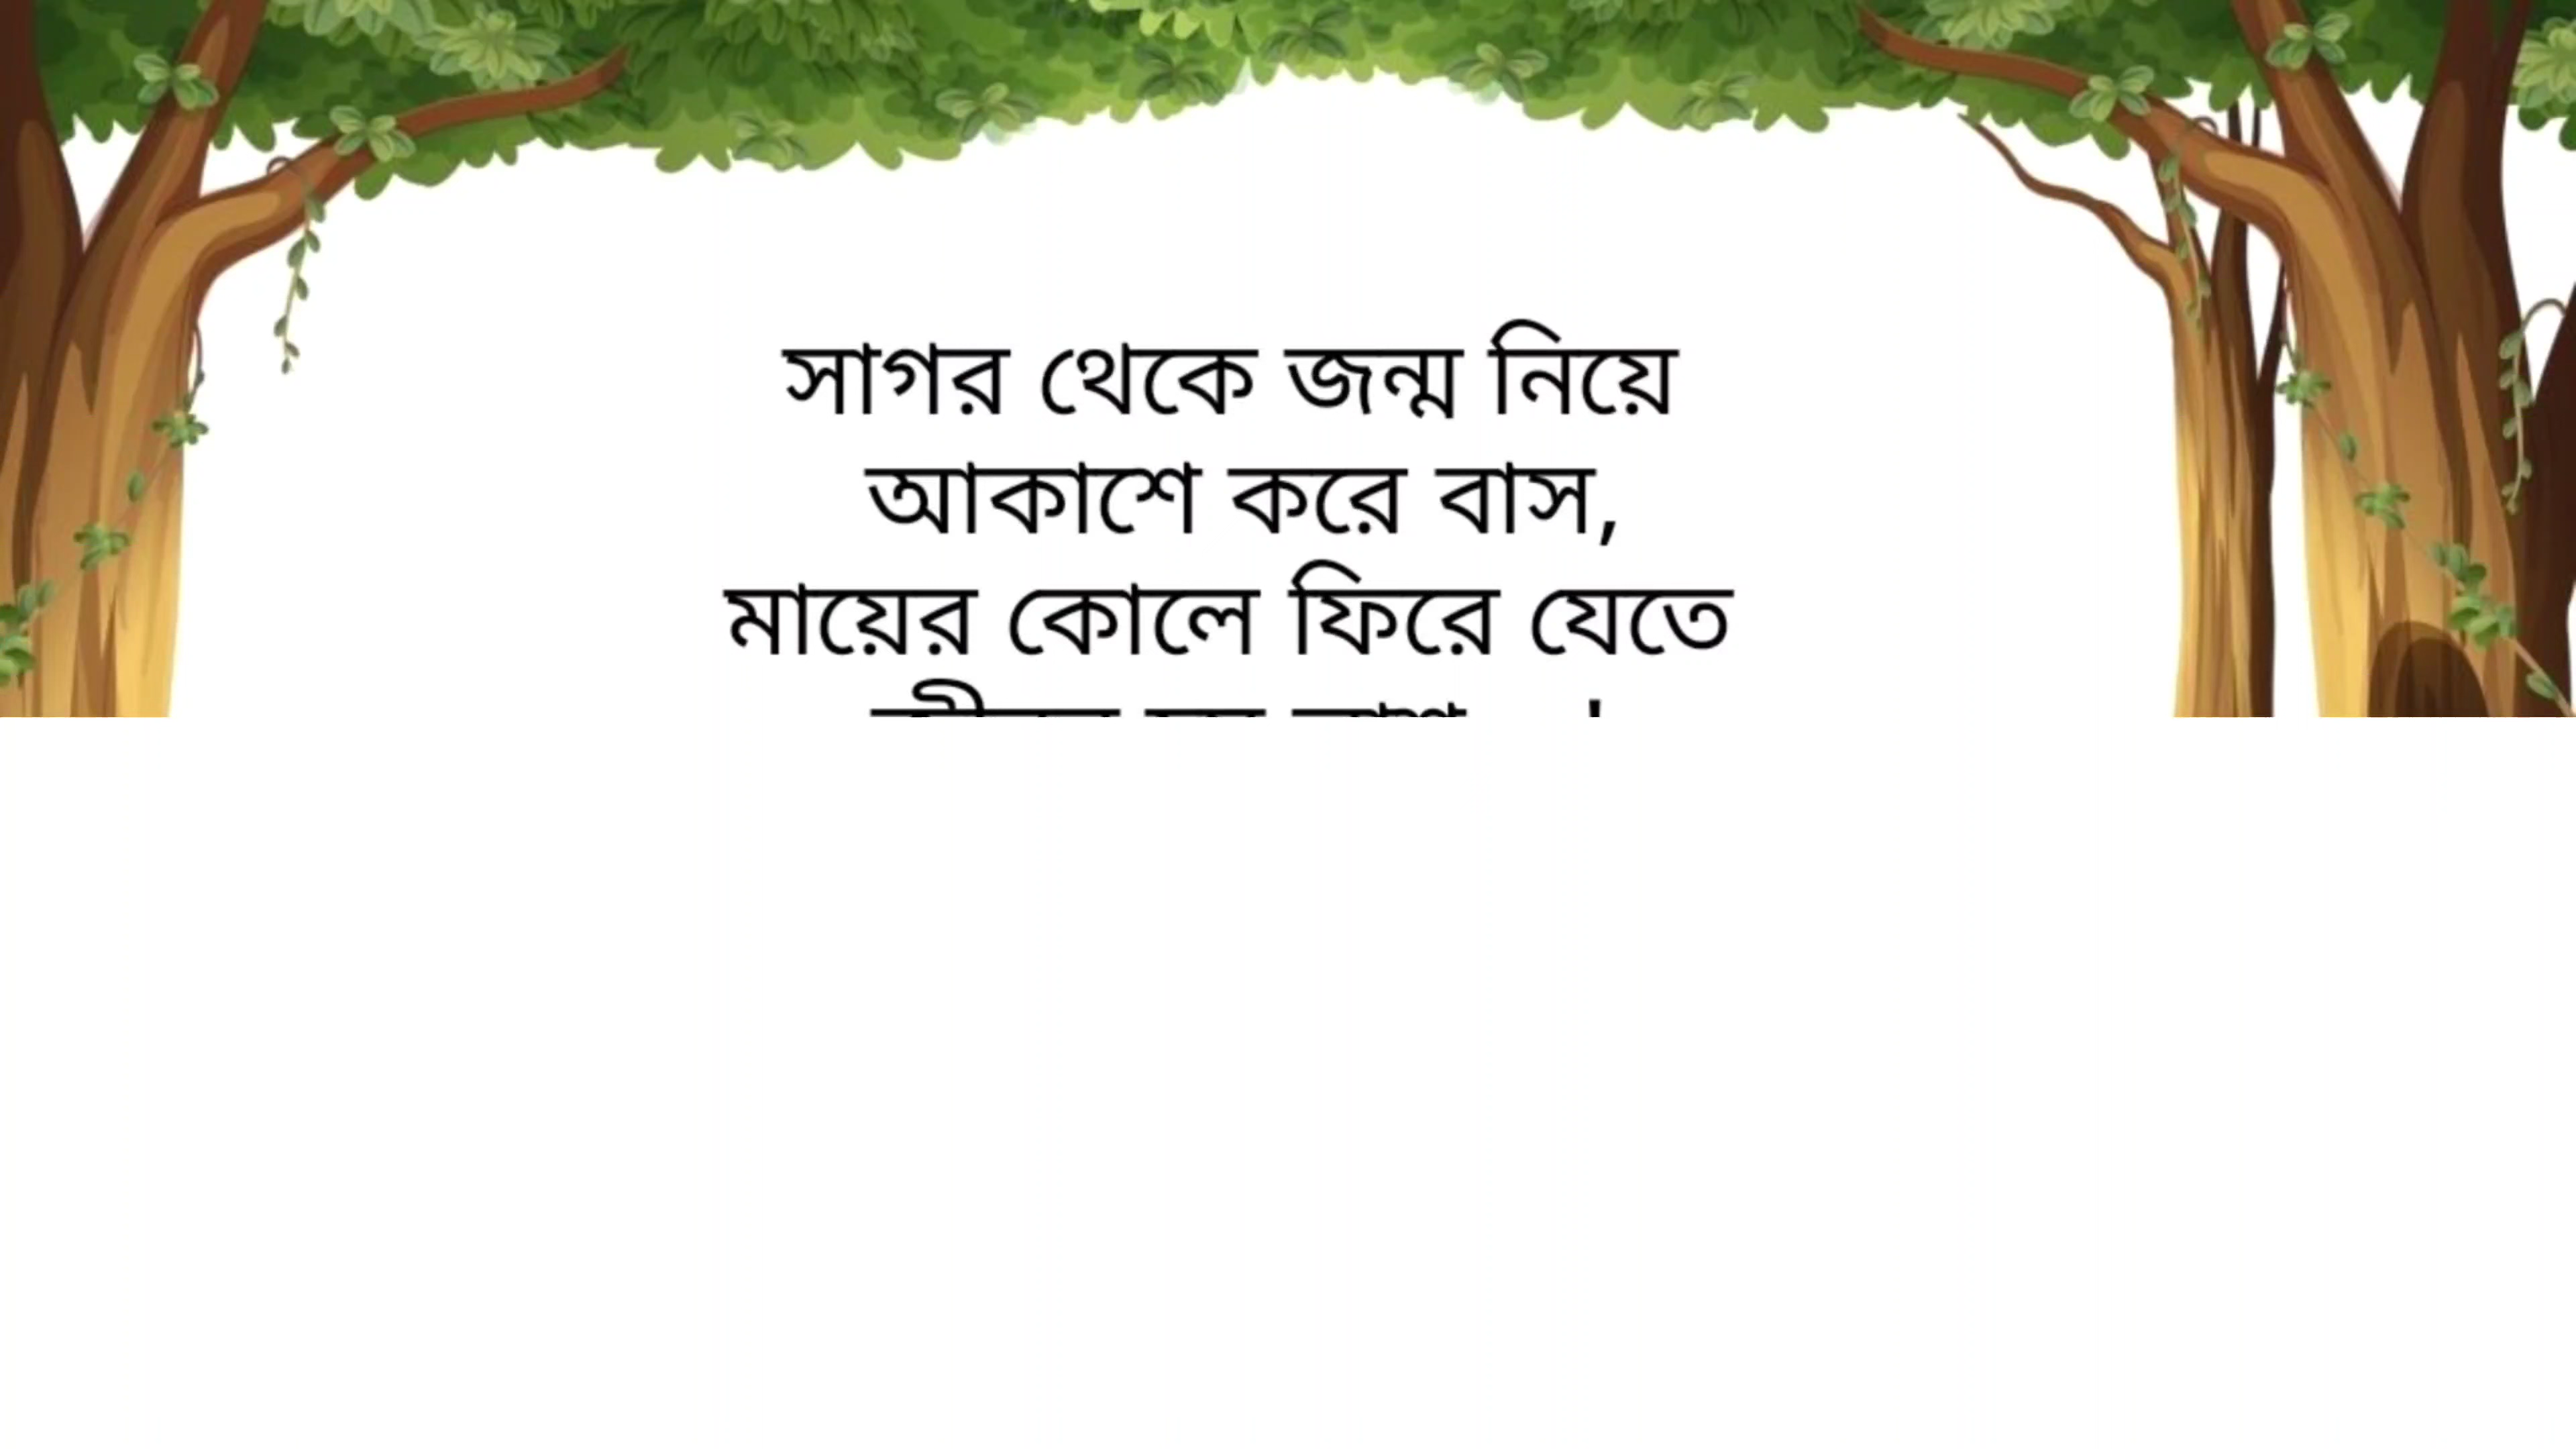 সাগর থেকে জন্ম নিয়ে
আকাশে করে বাস,
মায়ের কোলে ফিরে যেতে